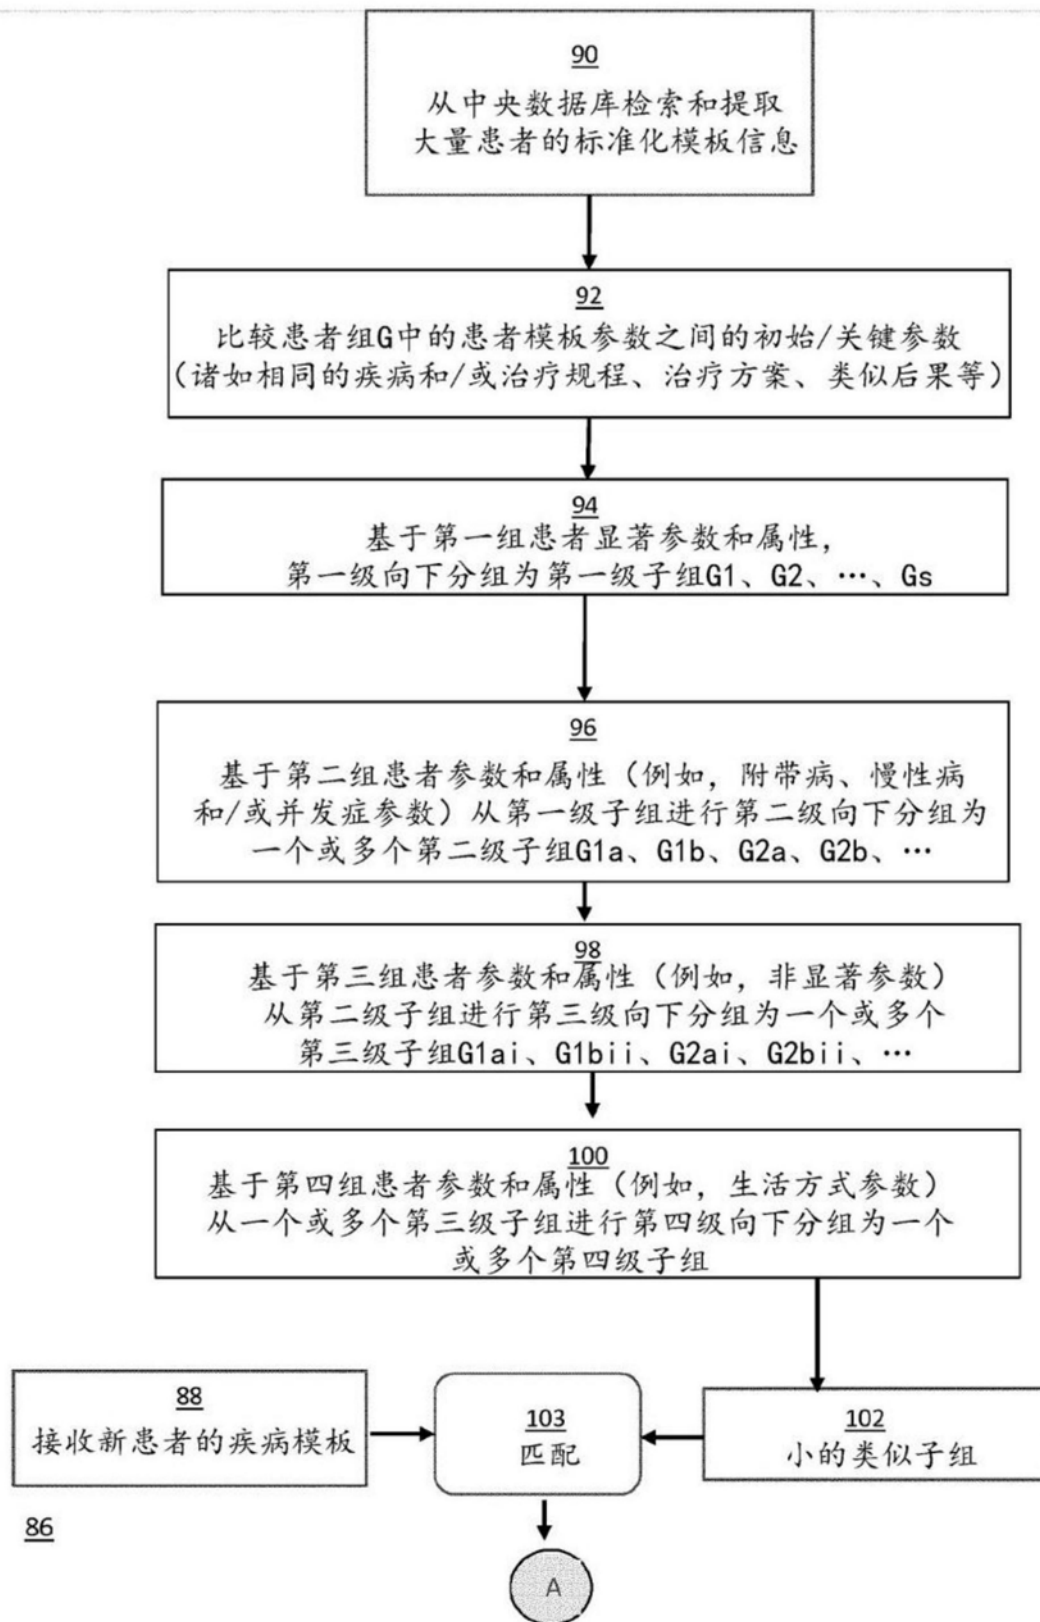 90
从中央数据库检索和提取
大量患者的标准化模板信息
92
比较患者组G中的患者模板参数之间的初始/关键参数
(诸如相同的疾病和/或治疗规程、治疗方案、类似后果等)
94
基于第一组患者显著参数和属性,
第一级向下分组为第一级子组G1、G2、…、Gs
96
基于第二组患者参数和属性(例如,附带病、慢性病
和/或并发症参数)从第一级子组进行第二级向下分组为
一个或多个第二级子组G1a、G1b、G2a、G2b、…
98
基于第三组患者参数和属性(例如,非显著参数)
从第二级子组进行第三级向下分组为一个或多个
第三级子组G1ai、G1bii、G2ai、G2bii、…
100
基于第四组患者参数和属性(例如,生活方式参数)
从一个或多个第三级子组进行第四级向下分组为一个
或多个第四级子组
88
接收新患者的疾病模板
103
匹配
102
小的类似子组
86
A